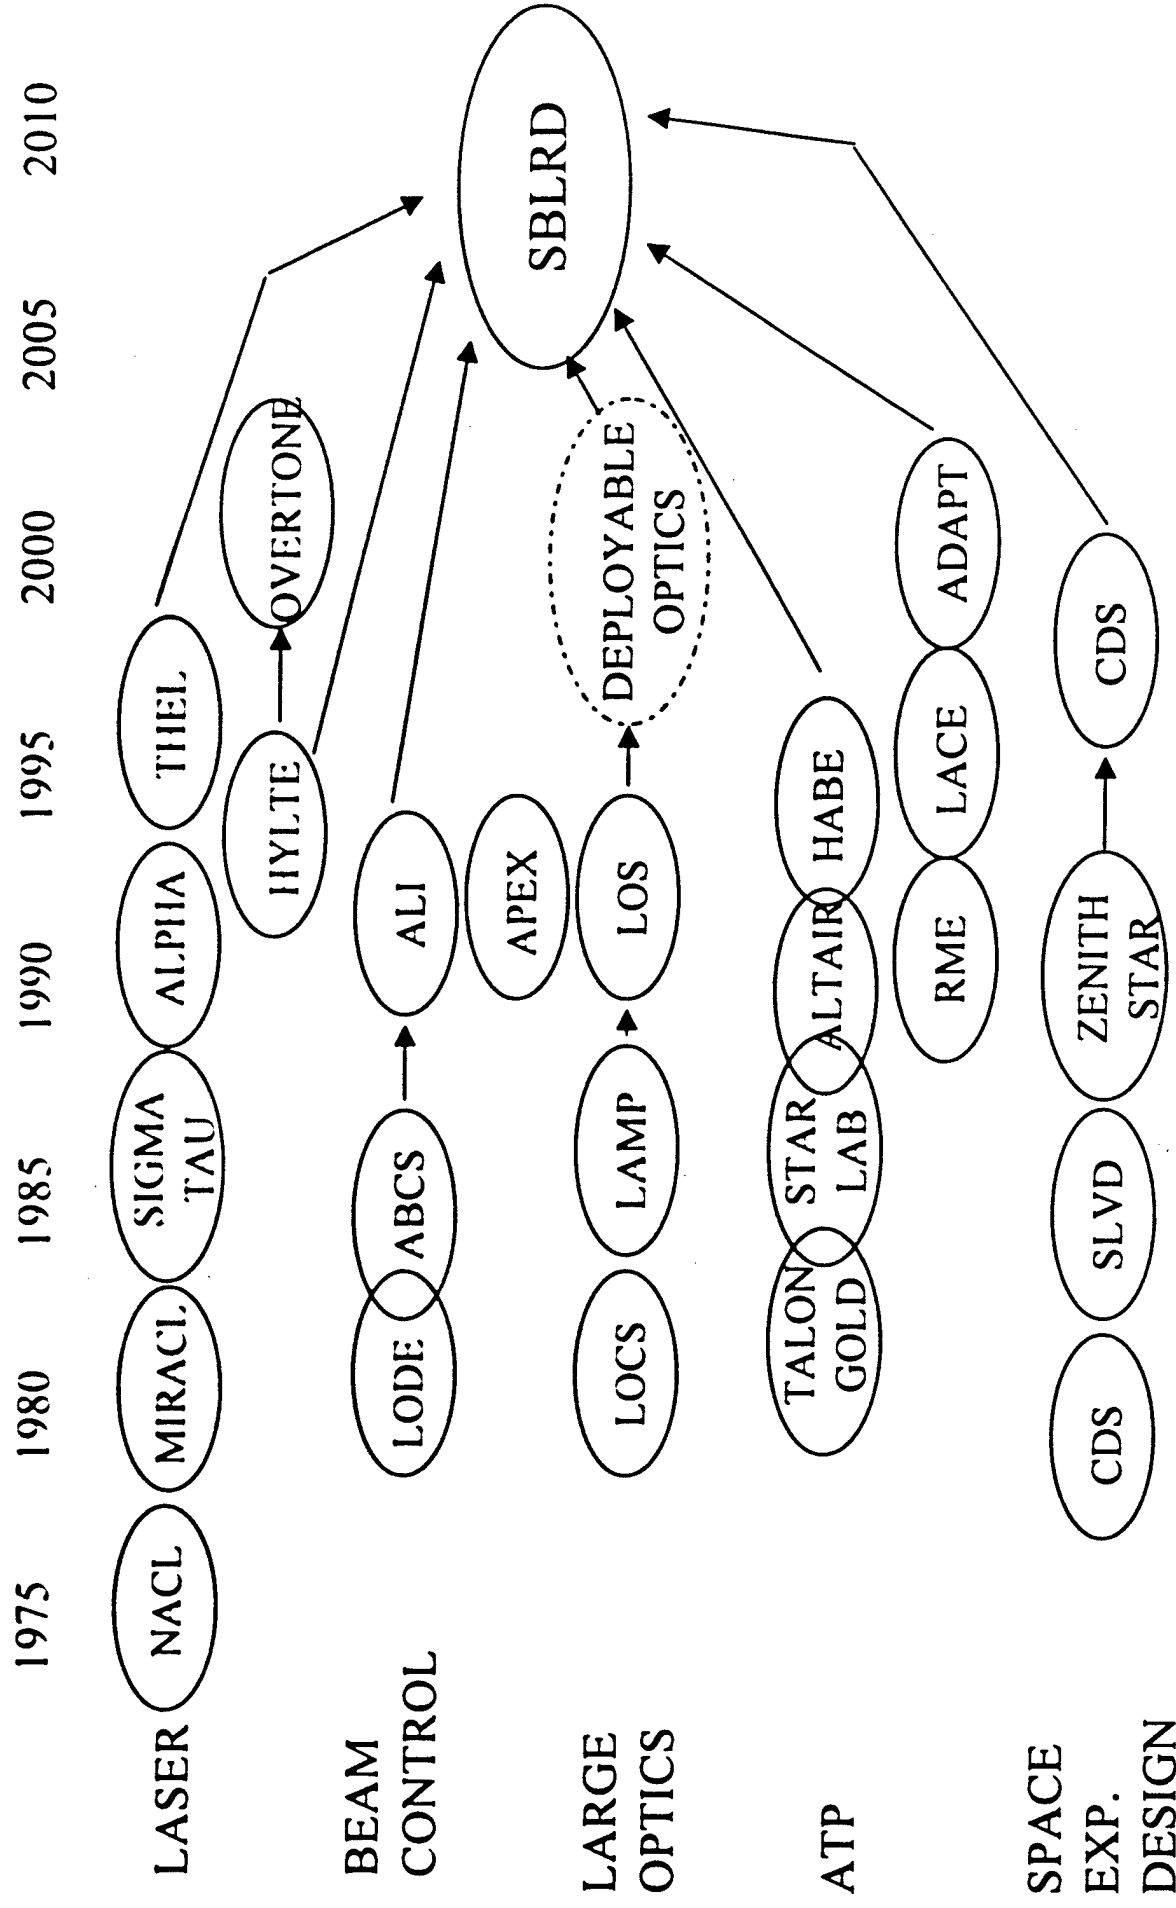 1975 1980 1985 1990 1995 2000 2005 2010
LASER
NACL
MIRACL
SIGMA
TAU
ALPHA
THEL
HYLTE
OVERTONE
BEAM
CONTROL
LODE
ABCS
ALI
APEX
SBLRD
LARGE
OPTICS
LOCS
LAMP
LOS
DEPLOYABLE
OPTICS
ATP
TALON
GOLD
STAR
LAB
ALTAIR
HABE
RME
LACE
ADAPT
SPACE
EXP.
DESIGN
CDS
SLVD
ZENITH
STAR
CDS